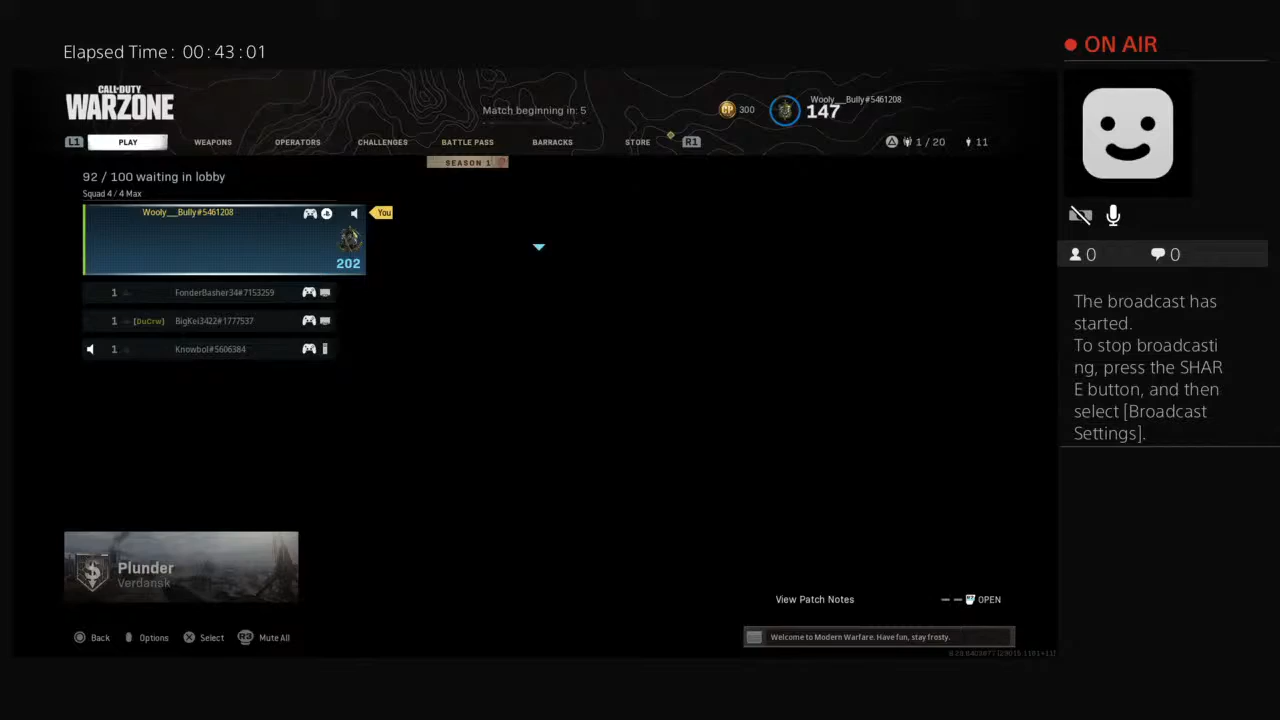 Elapsed Time: 00:43:01
ON AIR
CALL OF DUTY
WARZONE
Match beginning in: 5
CP 300
Wooly__Bully#5461208
147
L1 PLAY WEAPONS OPERATORS CHALLENGES BATTLE PASS BARRACKS STORE R1
1 / 20 11
SEASON 1
92 / 100 waiting in lobby
Squad 4 / 4 Max
Wooly__Bully#5461208
You
202
1 FonderBasher34#7153259
1 [DuCrw] BigKei3422#1777537
1 Knowbol#5606384
0 0
The broadcast has
started.
To stop broadcasti
ng, press the SHAR
E button, and then
select [Broadcast
Settings].
Plunder
Verdansk
View Patch Notes
OPEN
Back Options Select R3 Mute All
Welcome to Modern Warfare. Have fun, stay frosty.